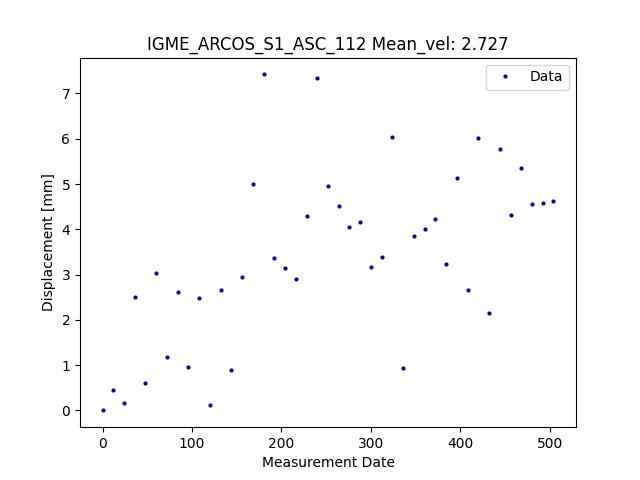 IGME_ARCOS_S1_ASC_112 Mean_vel: 2.727
Data
7
6
5
4
3
2
1
0
Displacement [mm]
0 100 200 300 400 500
Measurement Date